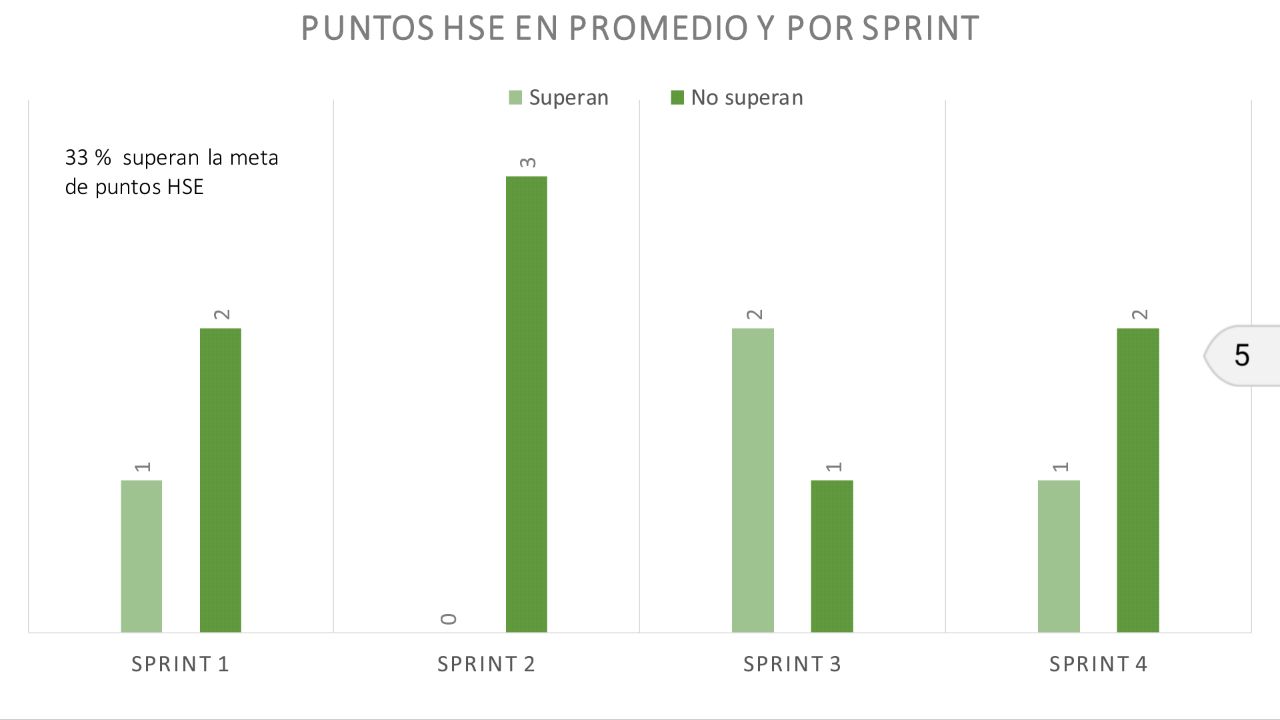 PUNTOS HSE EN PROMEDIO Y POR SPRINT
Superan No superan
33 % superan la meta
de puntos HSE
1
2
0
3
2
1
1
2
5
SPRINT 1
SPRINT 2
SPRINT 3
SPRINT 4